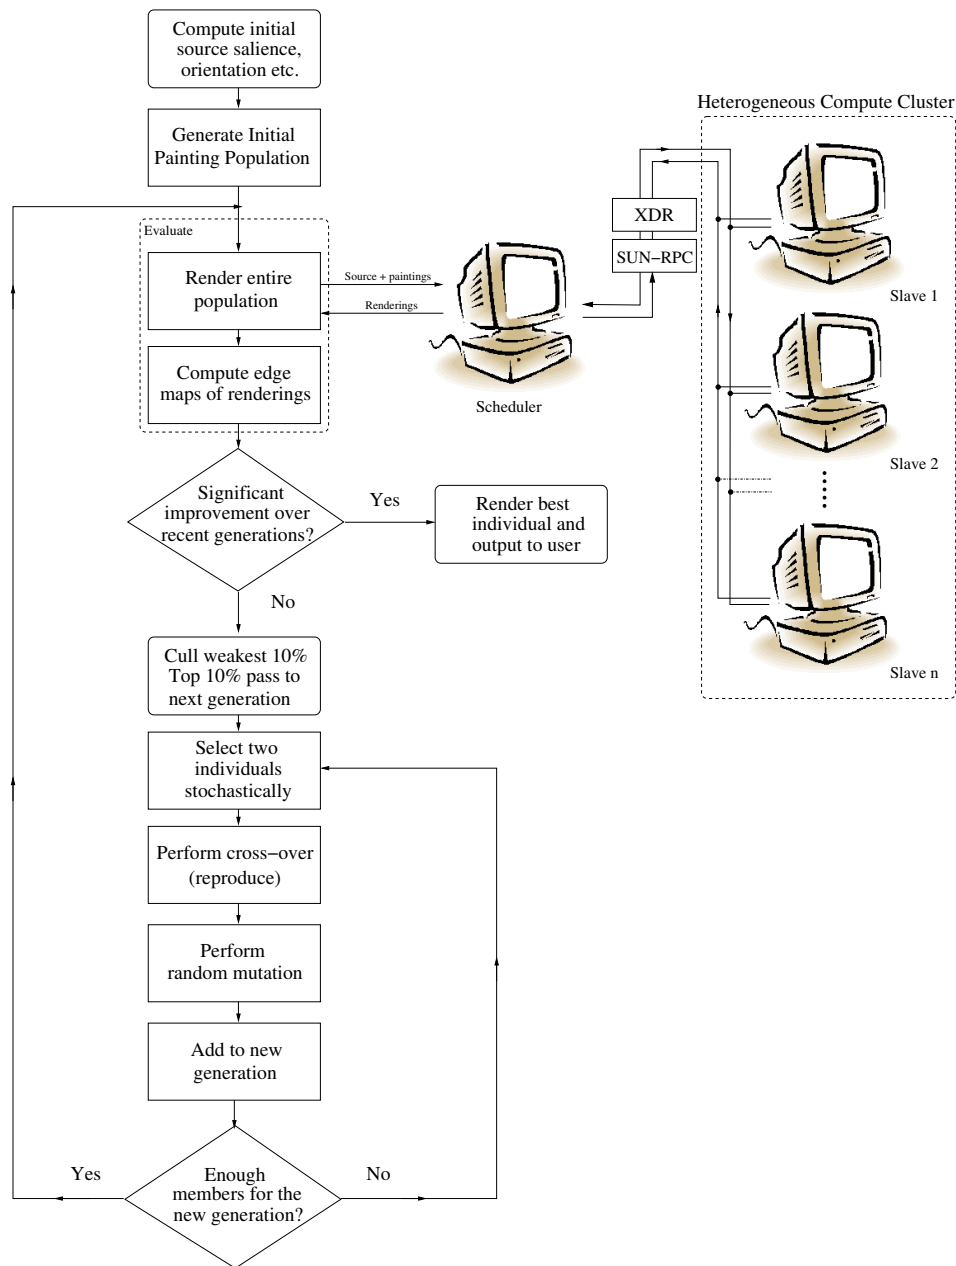 Compute initial
source salience,
orientation etc.
Generate Initial
Painting Population
Evaluate
Render entire
population
Source + paintings
Renderings
Compute edge
maps of renderings
Scheduler
Heterogeneous Compute Cluster
XDR
SUN−RPC
Slave 1
Slave 2
Slave n
Significant
improvement over
recent generations?
Yes
Render best
individual and
output to user
No
Cull weakest 10%
Top 10% pass to
next generation
Select two
individuals
stochastically
Perform cross−over
(reproduce)
Perform
random mutation
Add to new
generation
Enough
members for the
new generation?
Yes
No